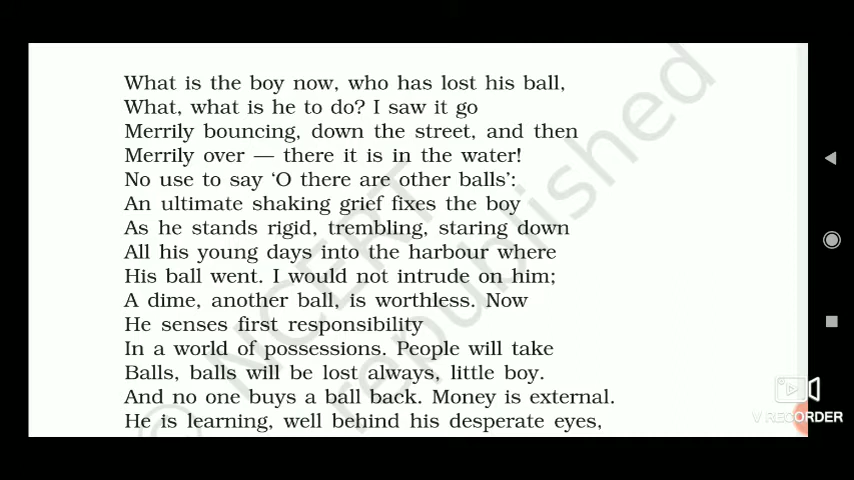 What is the boy now, who has lost his ball,
What, what is he to do? I saw it go
Merrily bouncing, down the street, and then
Merrily over — there it is in the water!
No use to say ‘O there are other balls’:
An ultimate shaking grief fixes the boy
As he stands rigid, trembling, staring down
All his young days into the harbour where
His ball went. I would not intrude on him;
A dime, another ball, is worthless. Now
He senses first responsibility
In a world of possessions. People will take
Balls, balls will be lost always, little boy.
And no one buys a ball back. Money is external.
He is learning, well behind his desperate eyes,
© NCERT
republished
V RECORDER